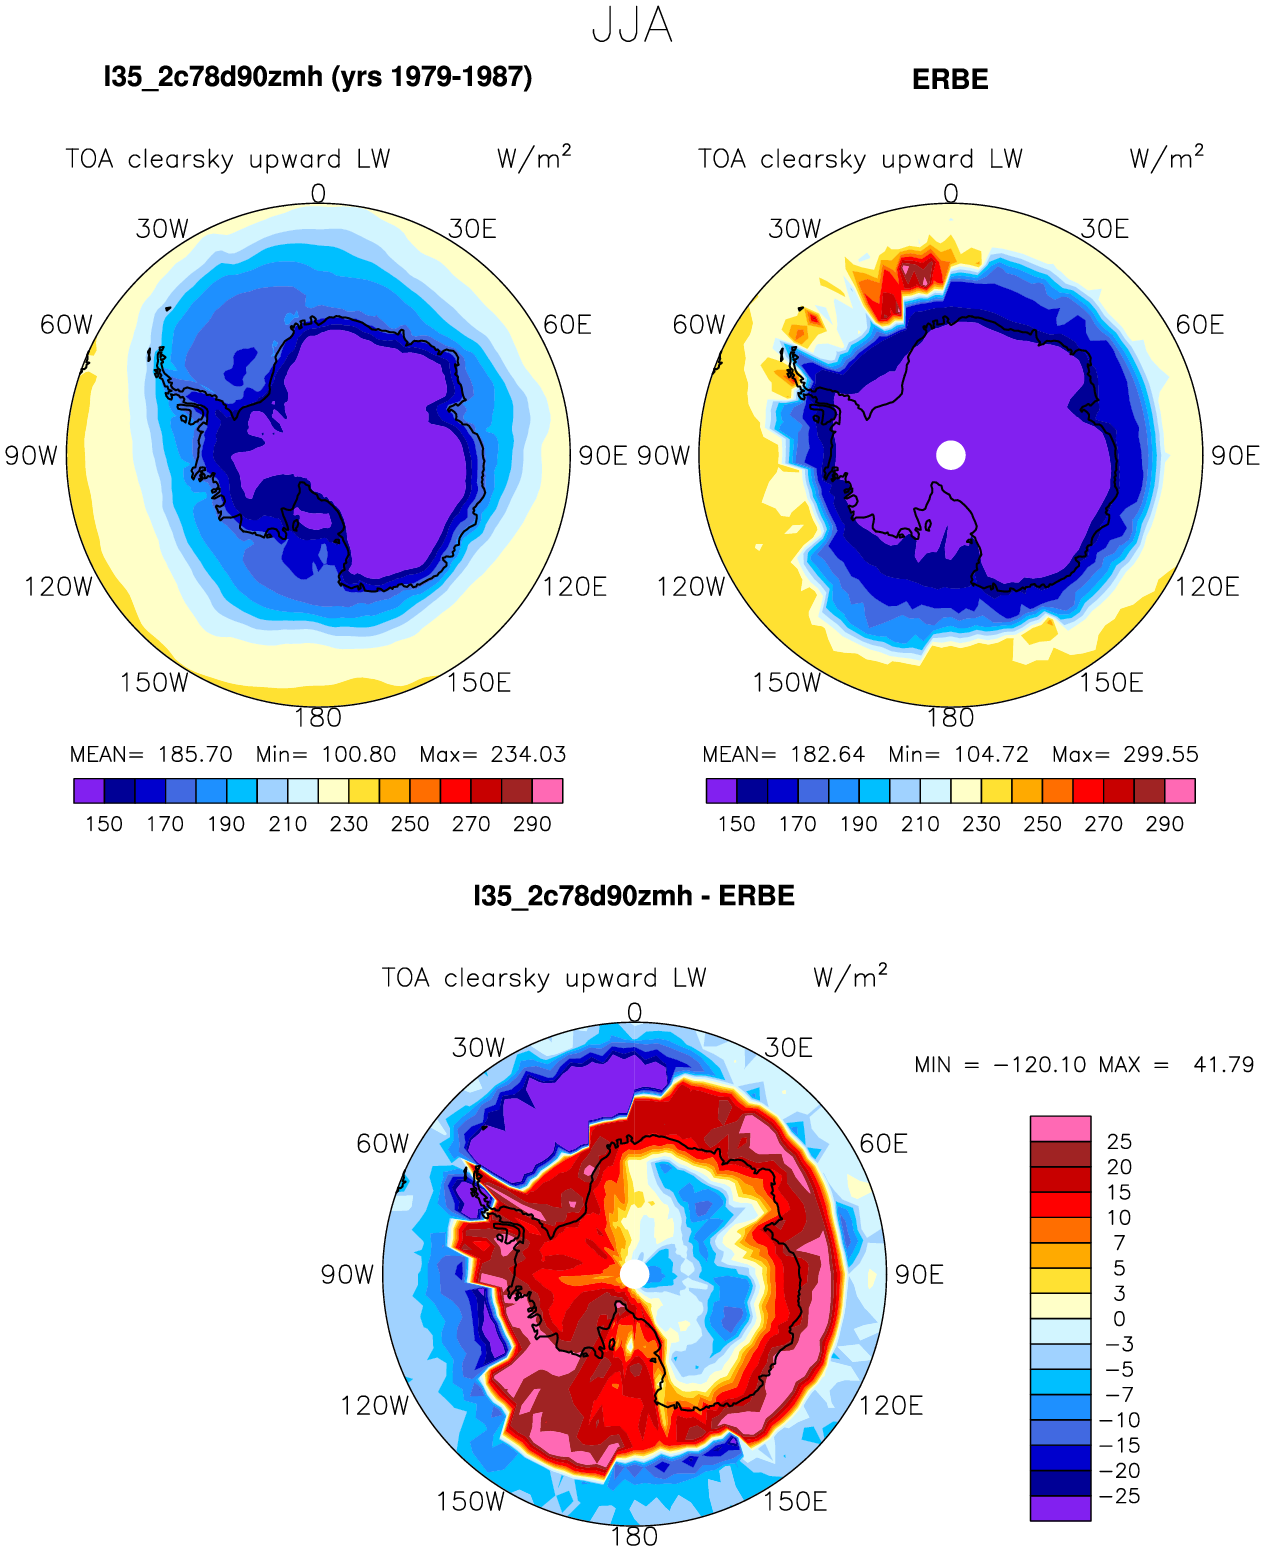 JJA
l35_2c78d90zmh (yrs 1979-1987)
ERBE
TOA clearsky upward LW W/m²
TOA clearsky upward LW W/m²
0
30W 30E
60W 60E
90W 90E
120W 120E
150W 150E
180
0
30W 30E
60W 60E
90W 90E
120W 120E
150W 150E
180
MEAN= 185.70 Min= 100.80 Max= 234.03
150 170 190 210 230 250 270 290
MEAN= 182.64 Min= 104.72 Max= 299.55
150 170 190 210 230 250 270 290
l35_2c78d90zmh - ERBE
TOA clearsky upward LW W/m²
0
30W 30E
60W 60E
90W 90E
120W 120E
150W 150E
180
MIN = −120.10 MAX = 41.79
25
20
15
10
7
5
3
0
−3
−5
−7
−10
−15
−20
−25